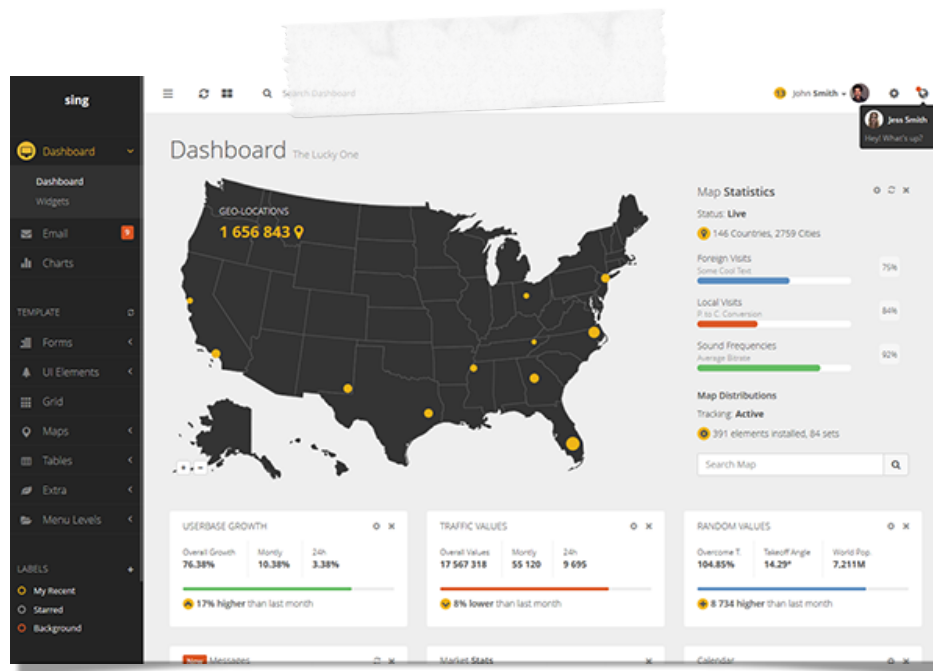 sing
Search Dashboard
13 John Smith
Jess Smith
Hey! What's up?
Dashboard
Dashboard
Widgets
Email 9
Charts
TEMPLATE
Forms
UI Elements
Grid
Maps
Tables
Extra
Menu Levels
LABELS +
My Recent
Starred
Background
Dashboard The Lucky One
GEO-LOCATIONS
1 656 843
Map Statistics
Status: Live
146 Countries, 2759 Cities
Foreign Visits
Some Cool Text
75%
Local Visits
P. to C. Conversion
84%
Sound Frequencies
Average Bitrate
92%
Map Distributions
Tracking: Active
391 elements installed, 84 sets
Search Map
USERBASE GROWTH
Overall Growth Montly 24h
76.38% 10.38% 3.38%
17% higher than last month
TRAFFIC VALUES
Overall Values Montly 24h
17 567 318 55 120 9 695
8% lower than last month
RANDOM VALUES
Overcome T. Takeoff Angle World Pop.
104.85% 14.29° 7,211M
8 734 higher than last month
New Messages
Market Stats
Calendar